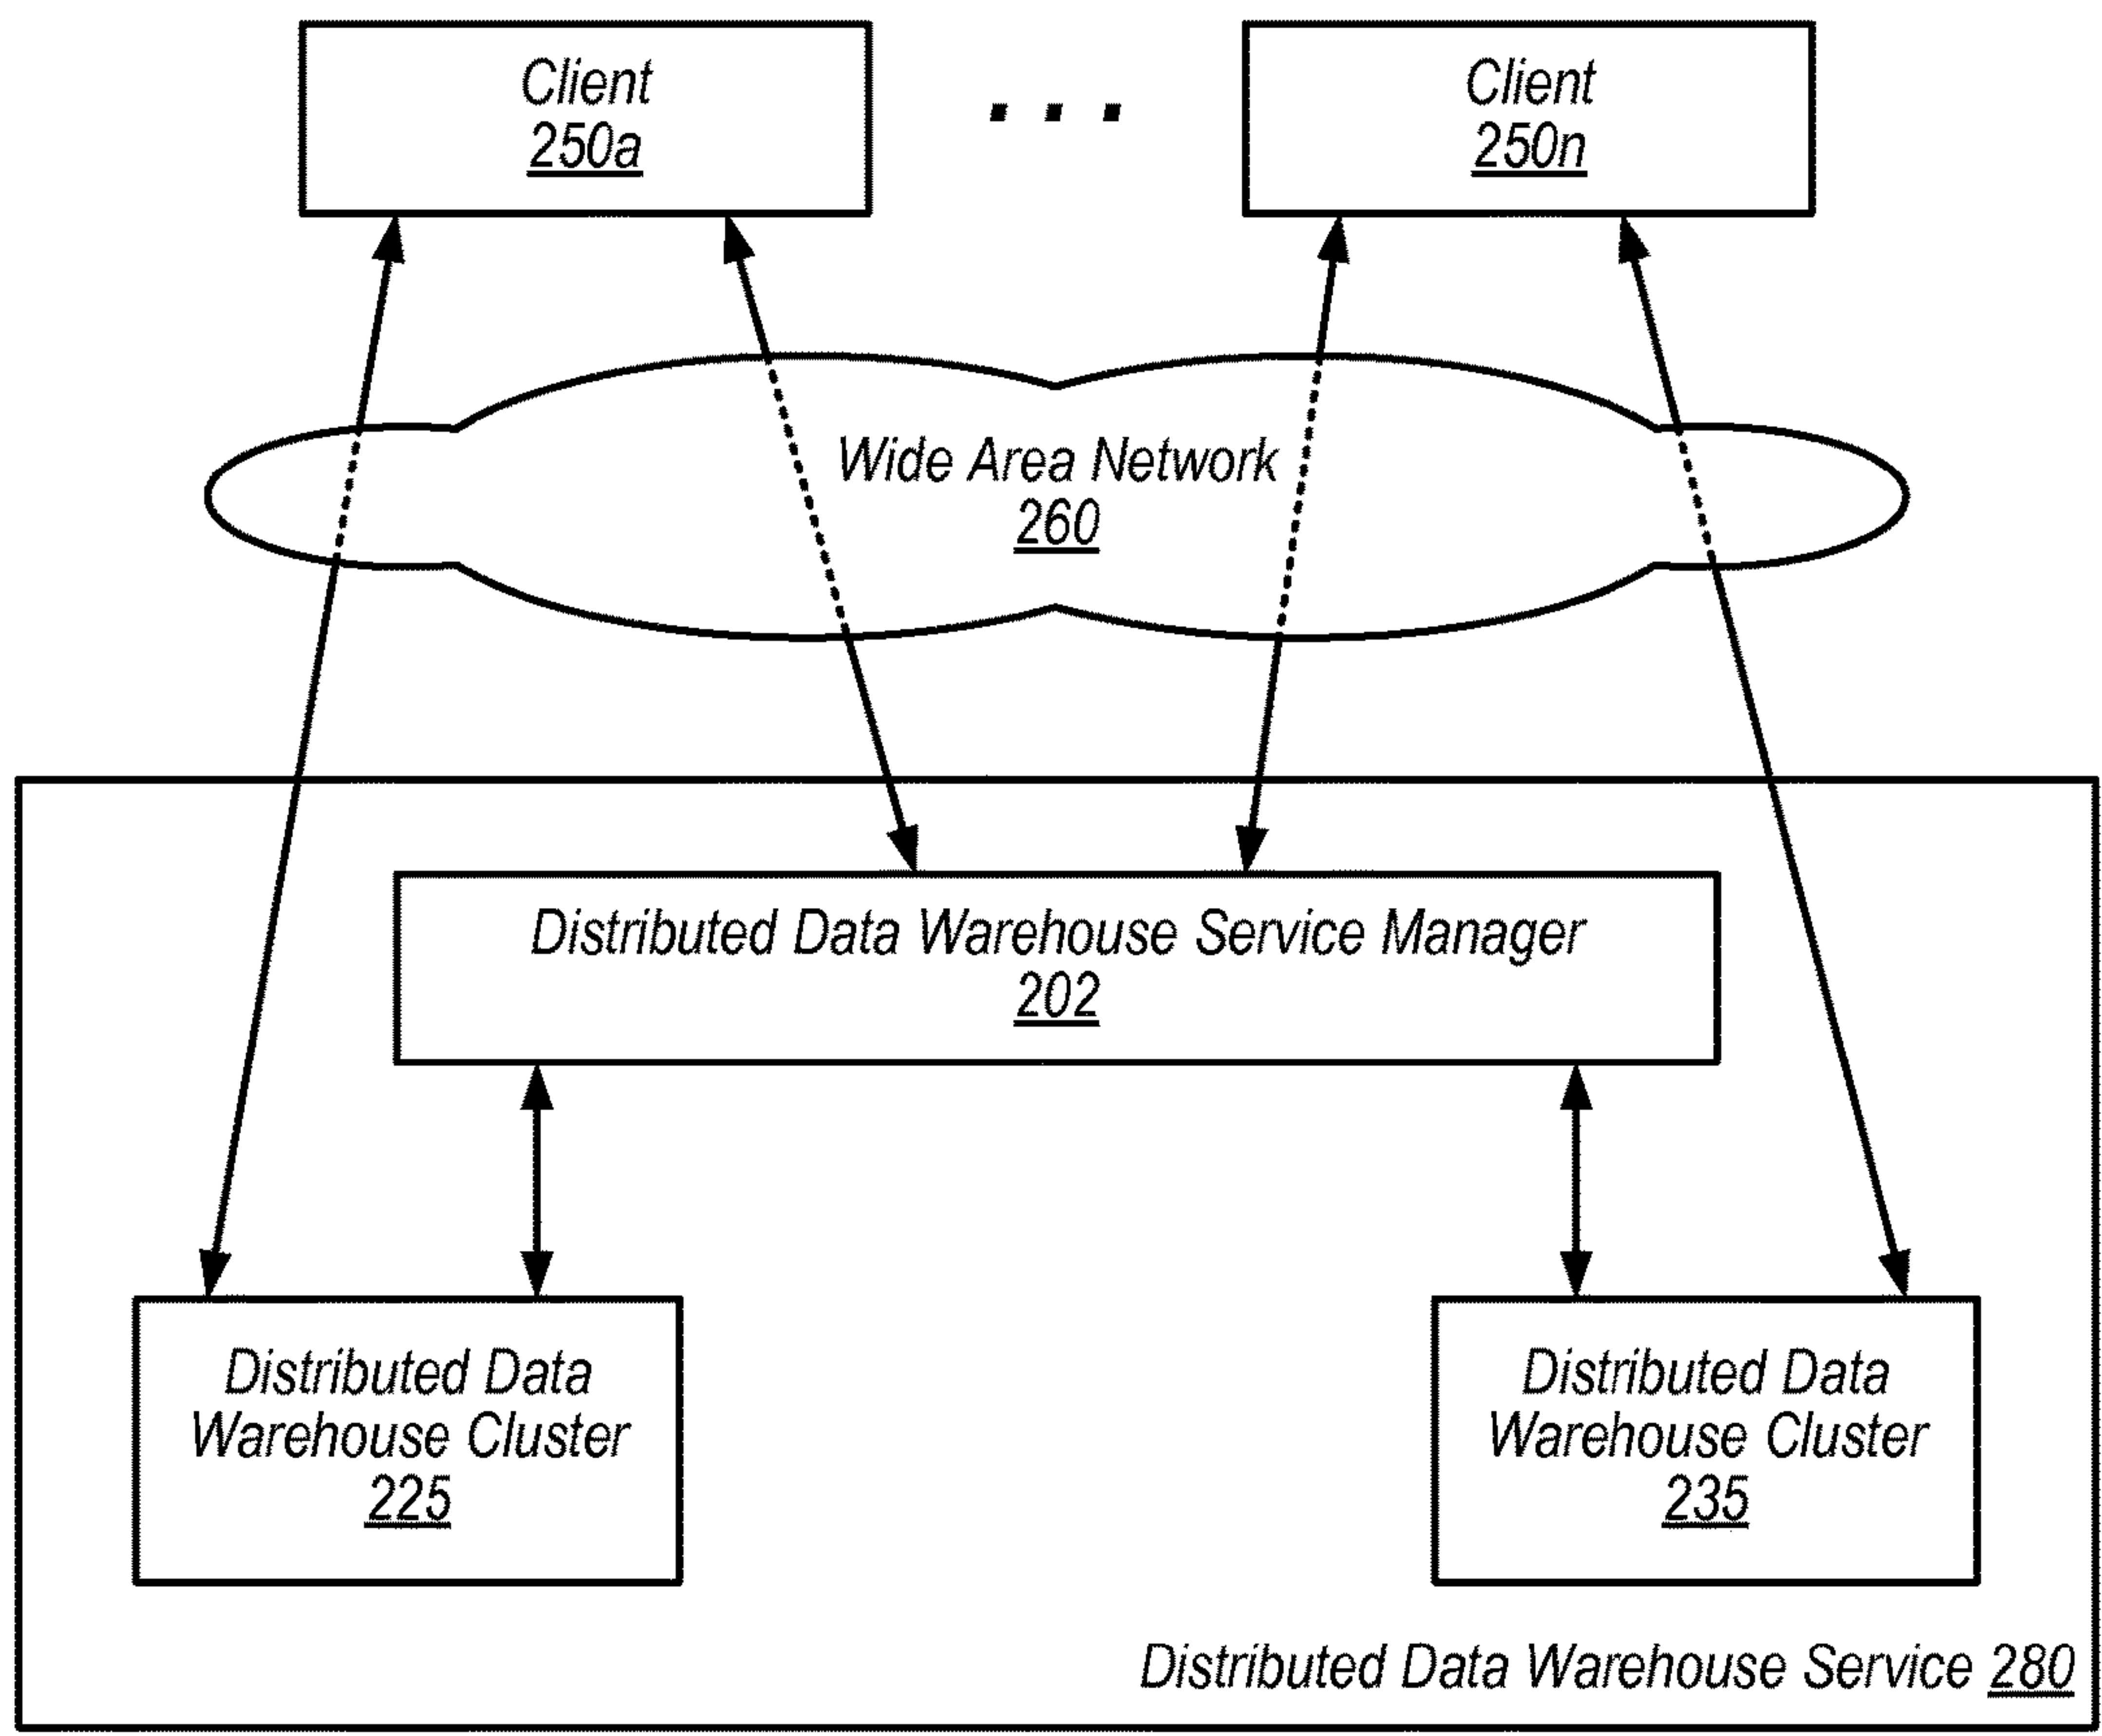 Client
250a
. . .
Client
250n
Wide Area Network
260
Distributed Data Warehouse Service Manager
202
Distributed Data
Warehouse Cluster
225
Distributed Data
Warehouse Cluster
235
Distributed Data Warehouse Service 280